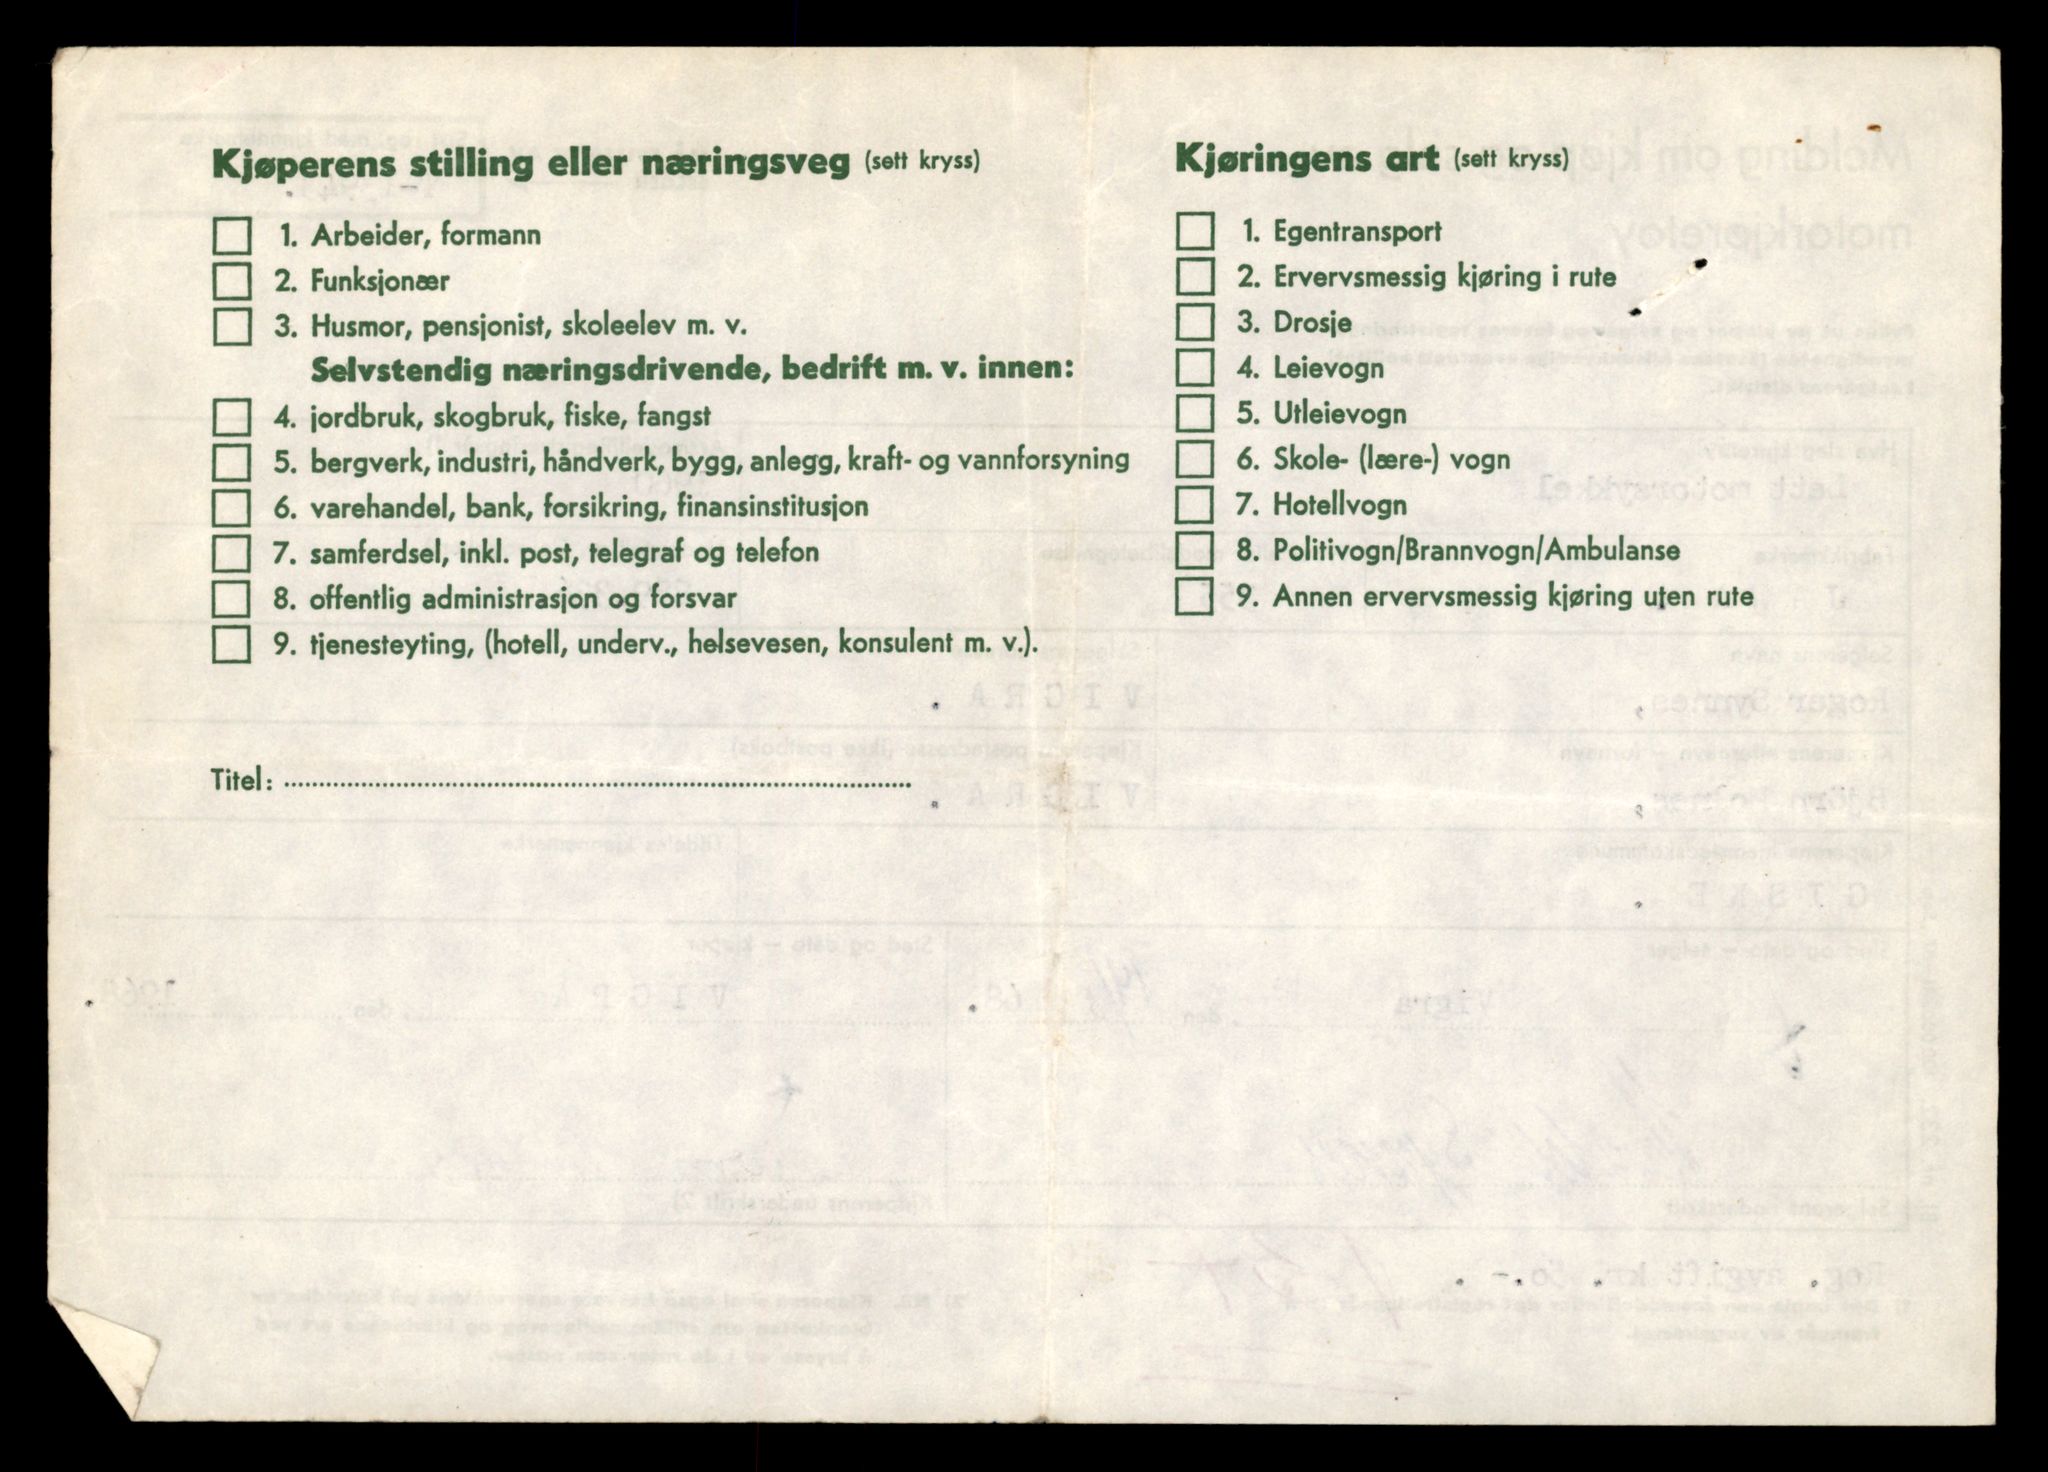 Kjøperens stilling eller næringsveg (sett kryss)
1. Arbeider, formann
2. Funksjonær
3. Husmor, pensjonist, skoleelev m. v.
Selvstendig næringsdrivende, bedrift m. v. innen:
4. jordbruk, skogbruk, fiske, fangst
5. bergverk, industri, håndverk, bygg, anlegg, kraft- og vannforsyning
6. varehandel, bank, forsikring, finansinstitusjon
7. samferdsel, inkl. post, telegraf og telefon
8. offentlig administrasjon og forsvar
9. tjenesteyting, (hotell, underv., helsevesen, konsulent m. v.).
Titel:
Kjøringens art (sett kryss)
1. Egentransport
2. Ervervsmessig kjøring i rute
3. Drosje
4. Leievogn
5. Utleievogn
6. Skole- (lære-) vogn
7. Hotellvogn
8. Politivogn/Brannvogn/Ambulanse
9. Annen ervervsmessig kjøring uten rute